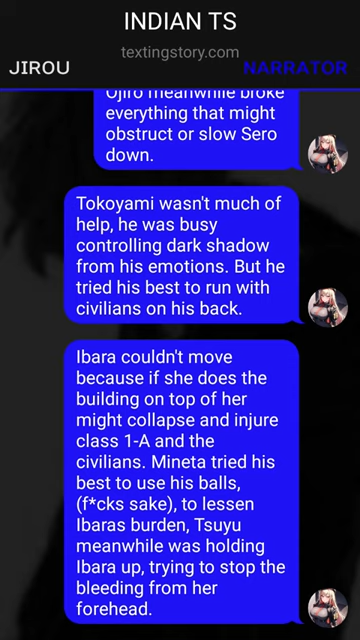 INDIAN TS
textingstory.com
JIROU
NARRATOR
Ojiro meanwhile broke
everything that might
obstruct or slow Sero
down.
Tokoyami wasn't much of
help, he was busy
controlling dark shadow
from his emotions. But he
tried his best to run with
civilians on his back.
Ibara couldn't move
because if she does the
building on top of her
might collapse and injure
class 1-A and the
civilians. Mineta tried his
best to use his balls,
(f*cks sake), to lessen
Ibaras burden, Tsuyu
meanwhile was holding
Ibara up, trying to stop the
bleeding from her
forehead.